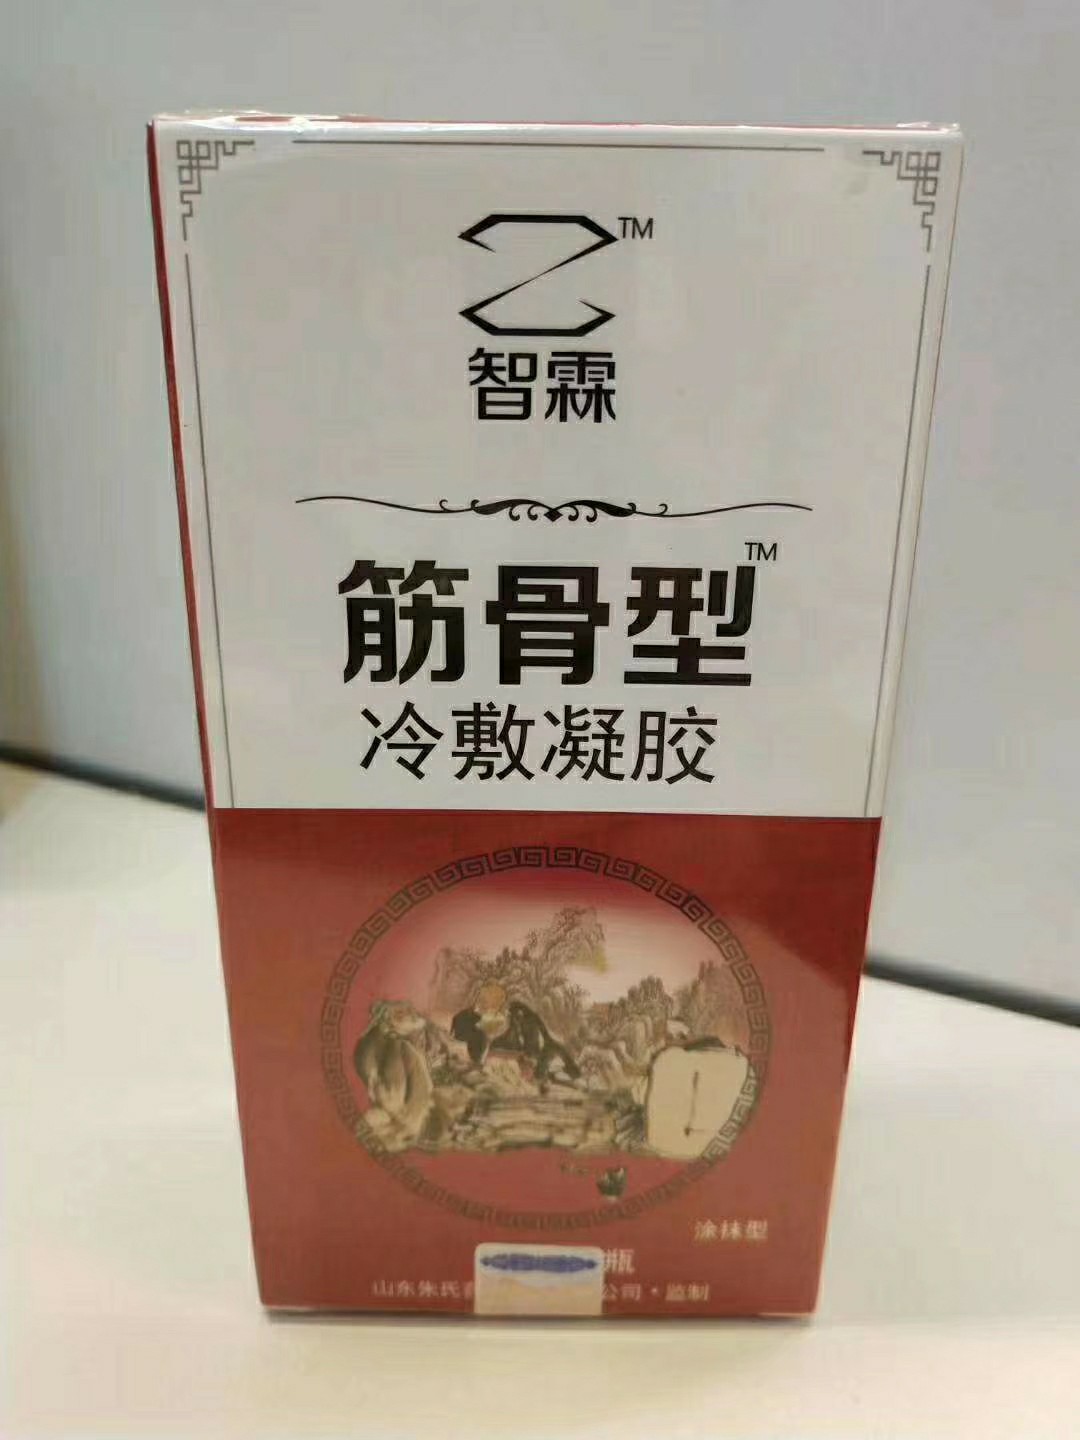 TM
智霖
筋骨型TM
冷敷凝胶
涂抹型
瓶
山东朱氏 公司·监制